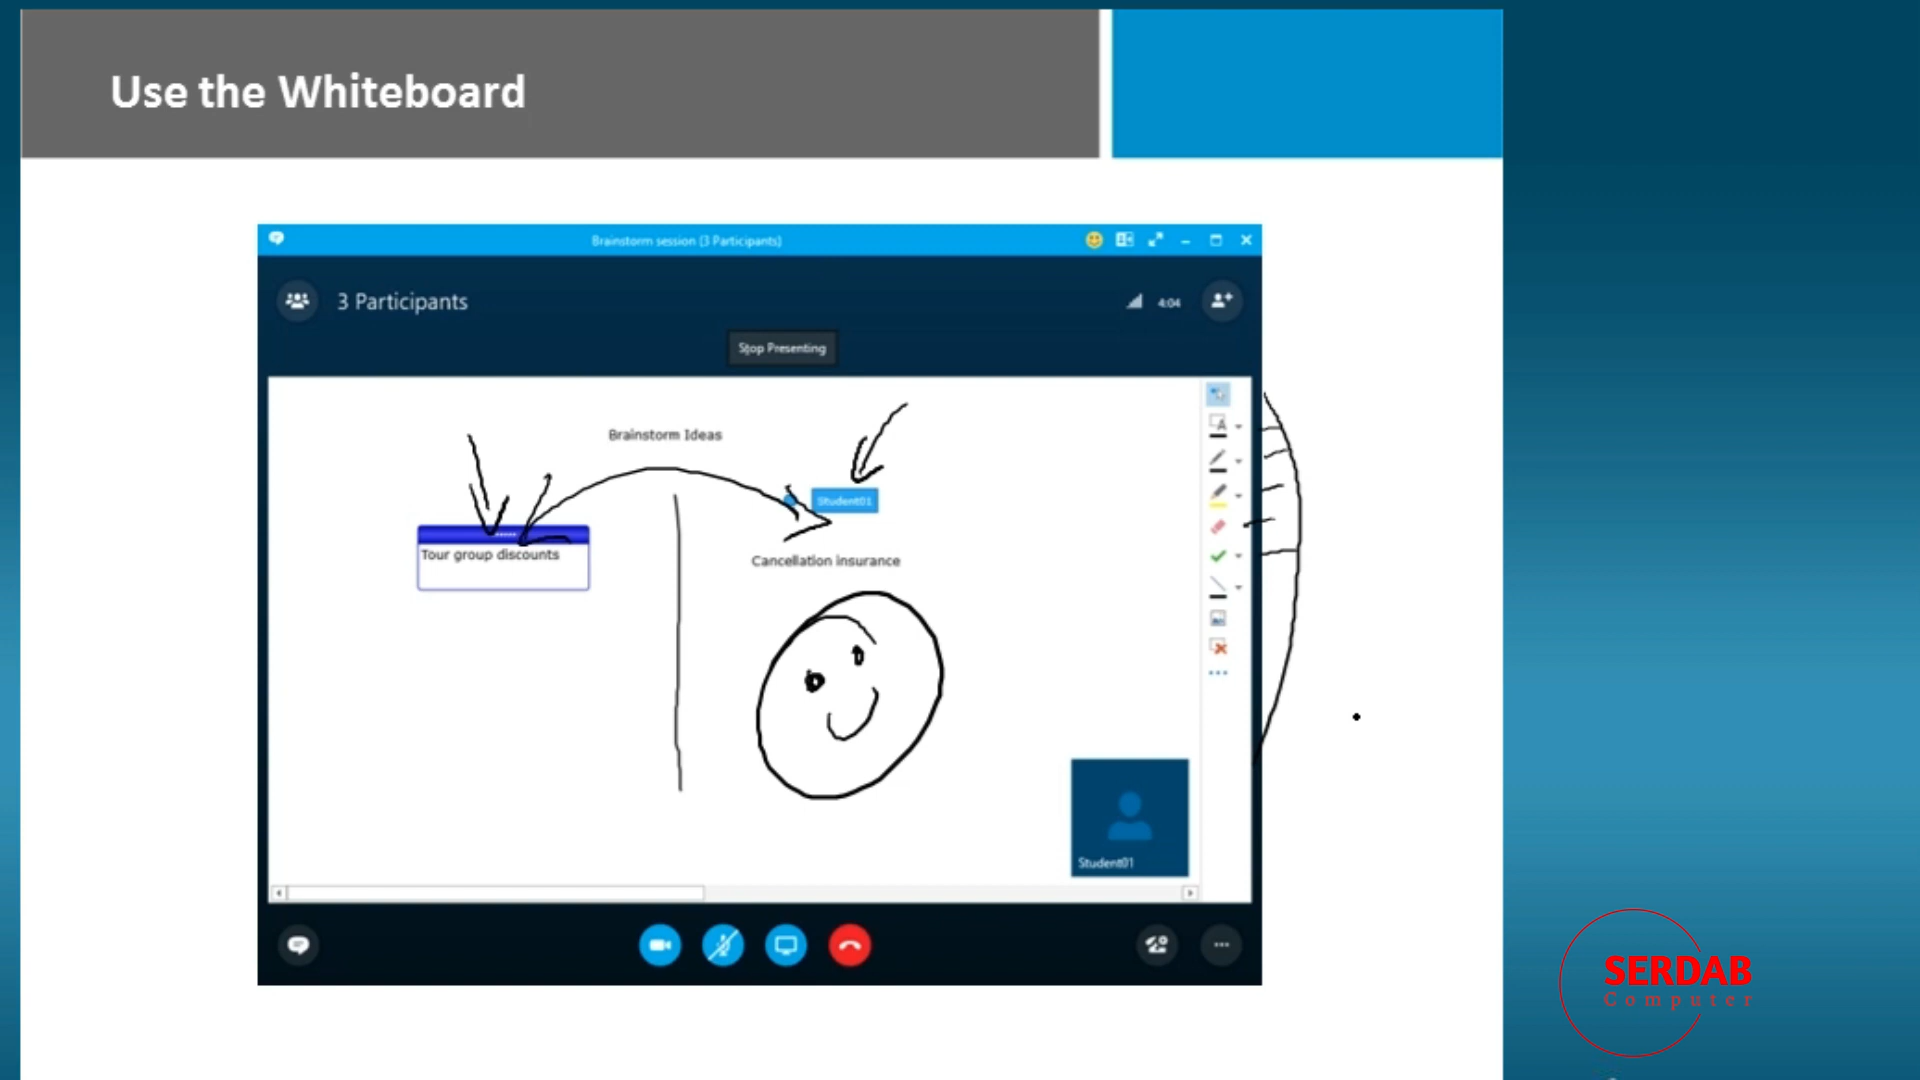 Use the Whiteboard
Brainstorm session (3 Participants)
3 Participants
4:04
Stop Presenting
Brainstorm Ideas
Student01
Tour group discounts
Cancellation insurance
A
Student01
SERDAB
Computer